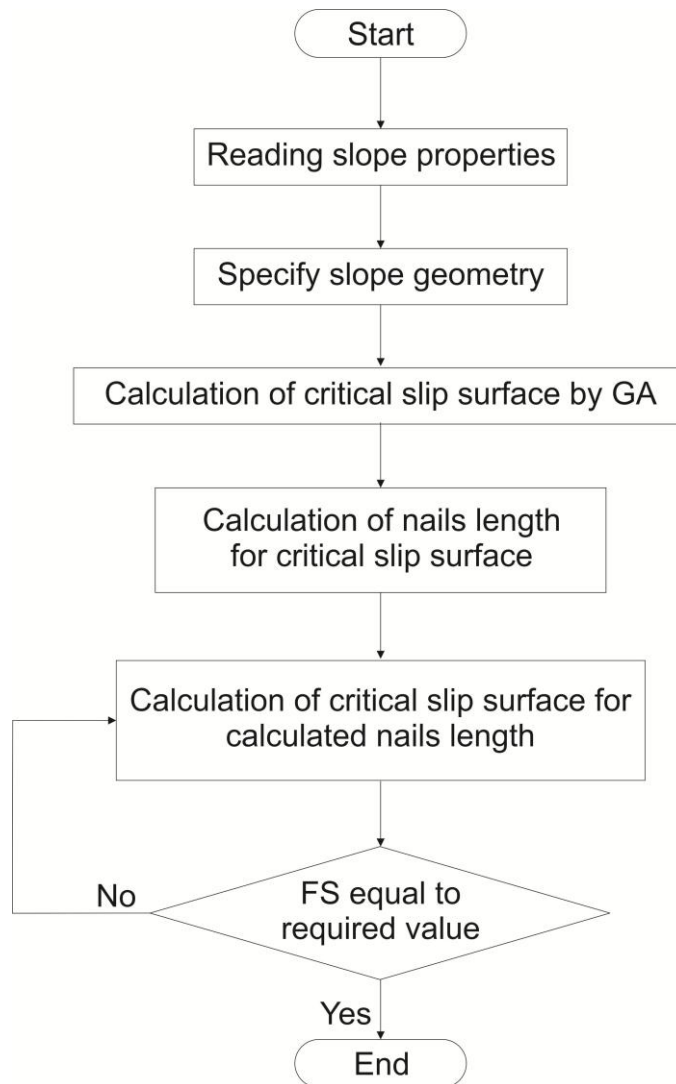 Start
Reading slope properties
Specify slope geometry
Calculation of critical slip surface by GA
Calculation of nails length
for critical slip surface
Calculation of critical slip surface for
calculated nails length
No
FS equal to
required value
Yes
End